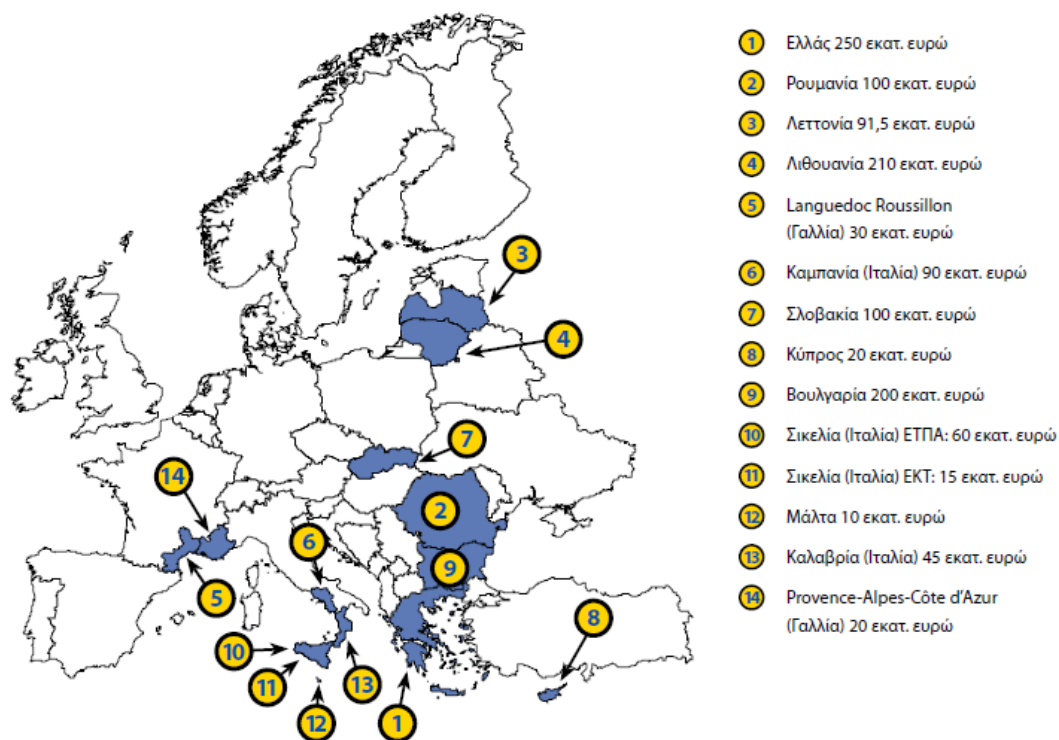 1 Ελλάς 250 εκατ. ευρώ
2 Ρουμανία 100 εκατ. ευρώ
3 Λεττονία 91,5 εκατ. ευρώ
4 Λιθουανία 210 εκατ. ευρώ
5 Languedoc Roussillon
(Γαλλία) 30 εκατ. ευρώ
6 Καμπανία (Ιταλία) 90 εκατ. ευρώ
7 Σλοβακία 100 εκατ. ευρώ
8 Κύπρος 20 εκατ. ευρώ
9 Βουλγαρία 200 εκατ. ευρώ
10 Σικελία (Ιταλία) ΕΤΠΑ: 60 εκατ. ευρώ
11 Σικελία (Ιταλία) ΕΚΤ: 15 εκατ. ευρώ
12 Μάλτα 10 εκατ. ευρώ
13 Καλαβρία (Ιταλία) 45 εκατ. ευρώ
14 Provence-Alpes-Côte d'Azur
(Γαλλία) 20 εκατ. ευρώ
3
4
7
14
2
6
9
5
8
10
11
13
12
1